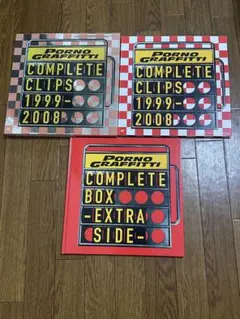 PORNO
GRAFFITTI
COMPLETE
CLIPS
1999-
2008
PORNO
GRAFFITTI
COMPLETE
CLIPS
1999-
2008
PORNO
GRAFFITTI
COMPLETE
BOX
-EXTRA
SIDE-